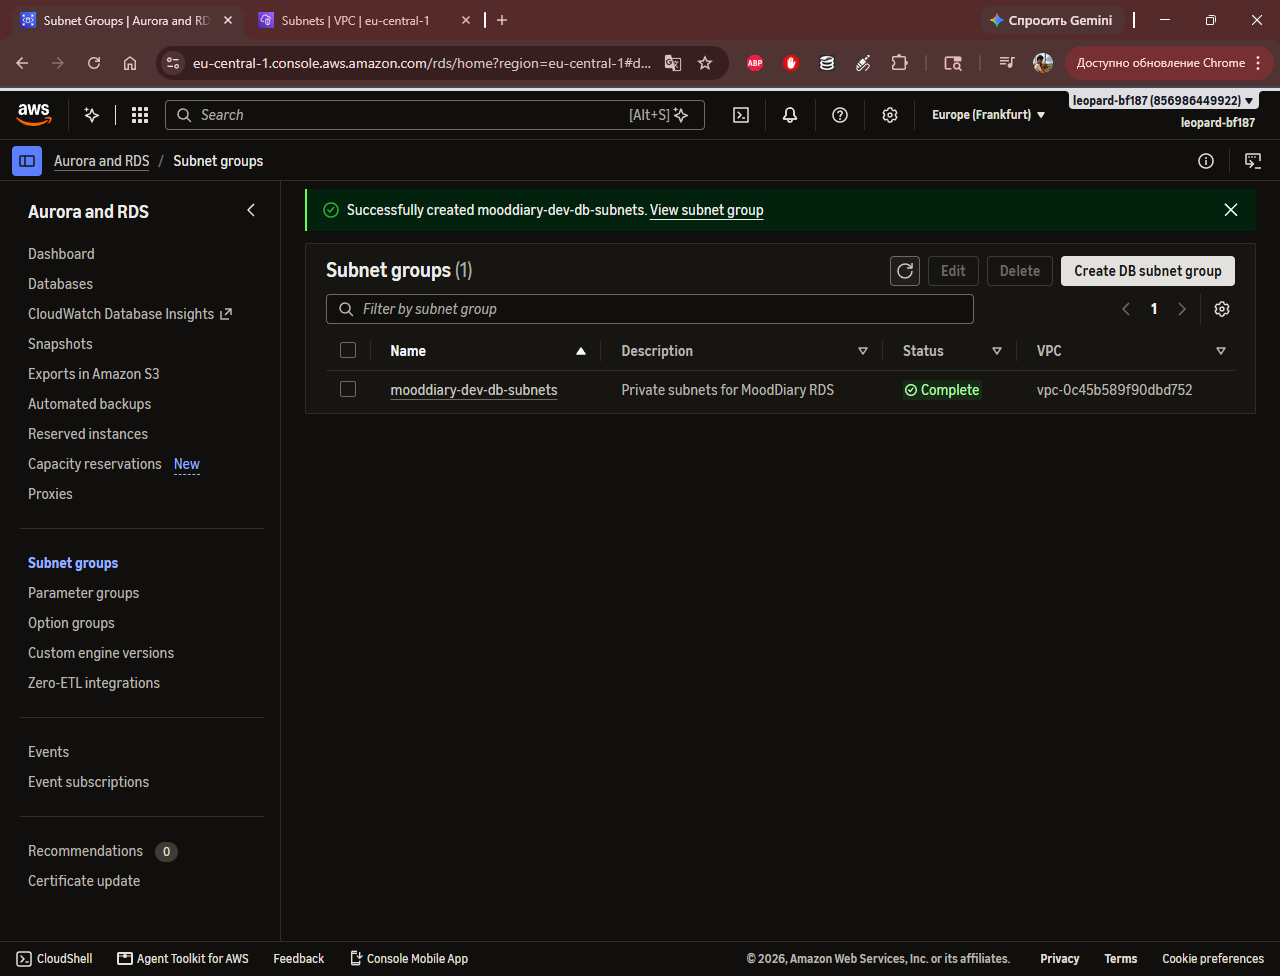 Subnet Groups | Aurora and RD
Subnets | VPC | eu-central-1
Спросить Gemini
eu-central-1.console.aws.amazon.com/rds/home?region=eu-central-1#d...
ABP
Доступно обновление Chrome
aws
Search
[Alt+S]
Europe (Frankfurt)
leopard-bf187 (856986449922)
leopard-bf187
Aurora and RDS / Subnet groups
Aurora and RDS
Dashboard
Databases
CloudWatch Database Insights
Snapshots
Exports in Amazon S3
Automated backups
Reserved instances
Capacity reservations New
Proxies
Subnet groups
Parameter groups
Option groups
Custom engine versions
Zero-ETL integrations
Events
Event subscriptions
Recommendations 0
Certificate update
Successfully created mooddiary-dev-db-subnets. View subnet group
Subnet groups (1)
Edit
Delete
Create DB subnet group
Filter by subnet group
1
Name Description Status VPC
mooddiary-dev-db-subnets Private subnets for MoodDiary RDS Complete vpc-0c45b589f90dbd752
CloudShell
Agent Toolkit for AWS
Feedback
Console Mobile App
© 2026, Amazon Web Services, Inc. or its affiliates.
Privacy
Terms
Cookie preferences